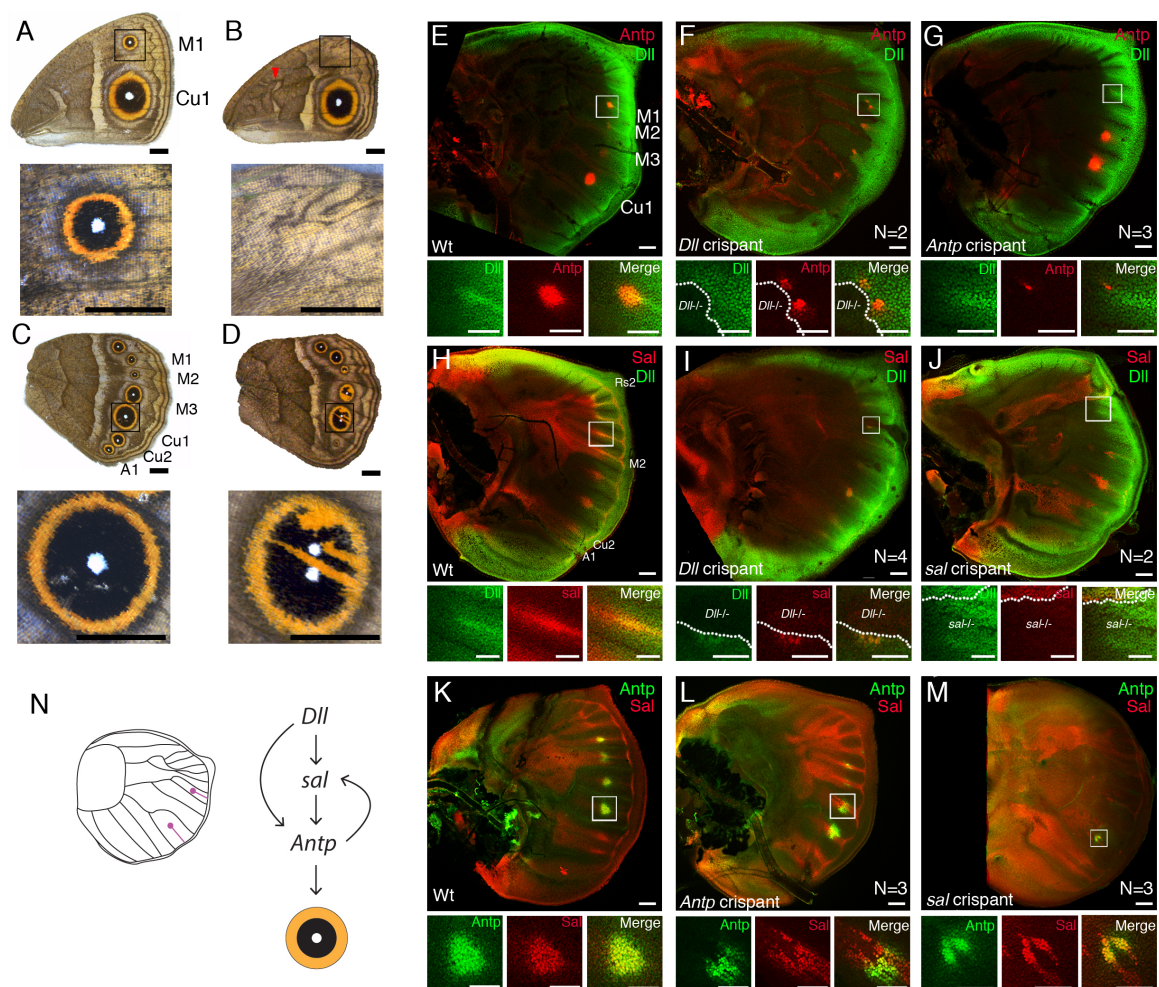 A
M1
Cu1
B
C
M1
M2
M3
Cu1
Cu2
A1
D
E
Antp
Dll
M1
M2
M3
Cu1
Wt
Dll
Antp
Merge
F
Antp
Dll
N=2
Dll crispant
Dll
Antp
Merge
Dll-/-
Dll-/-
Dll-/-
G
Antp
Dll
N=3
Antp crispant
Dll
Antp
Merge
H
Sal
Dll
Rs2
M2
Cu2
A1
Wt
Dll
sal
Merge
I
Sal
Dll
N=4
Dll crispant
Dll
sal
Merge
Dll-/-
Dll-/-
Dll-/-
J
Sal
Dll
N=2
sal crispant
Dll
Sal
Merge
sal-/-
sal-/-
sal-/-
K
Antp
Sal
Wt
Antp
Sal
Merge
L
Antp
Sal
N=3
Antp crispant
Antp
Sal
Merge
M
Antp
Sal
N=3
sal crispant
Antp
Sal
Merge
N
Dll
sal
Antp